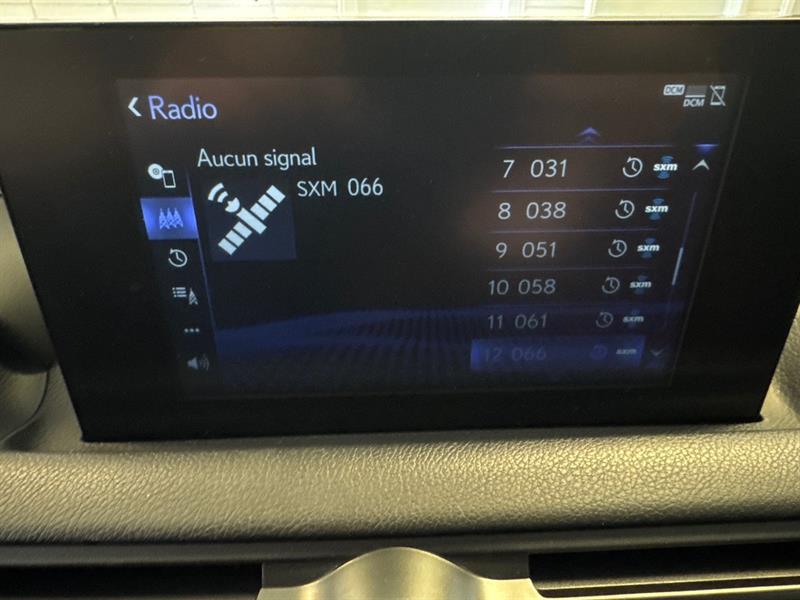 Radio
DCM
DCM
Aucun signal
SXM 066
7 031 sxm
8 038 sxm
9 051 sxm
10 058 sxm
11 061 sxm
12 066 sxm